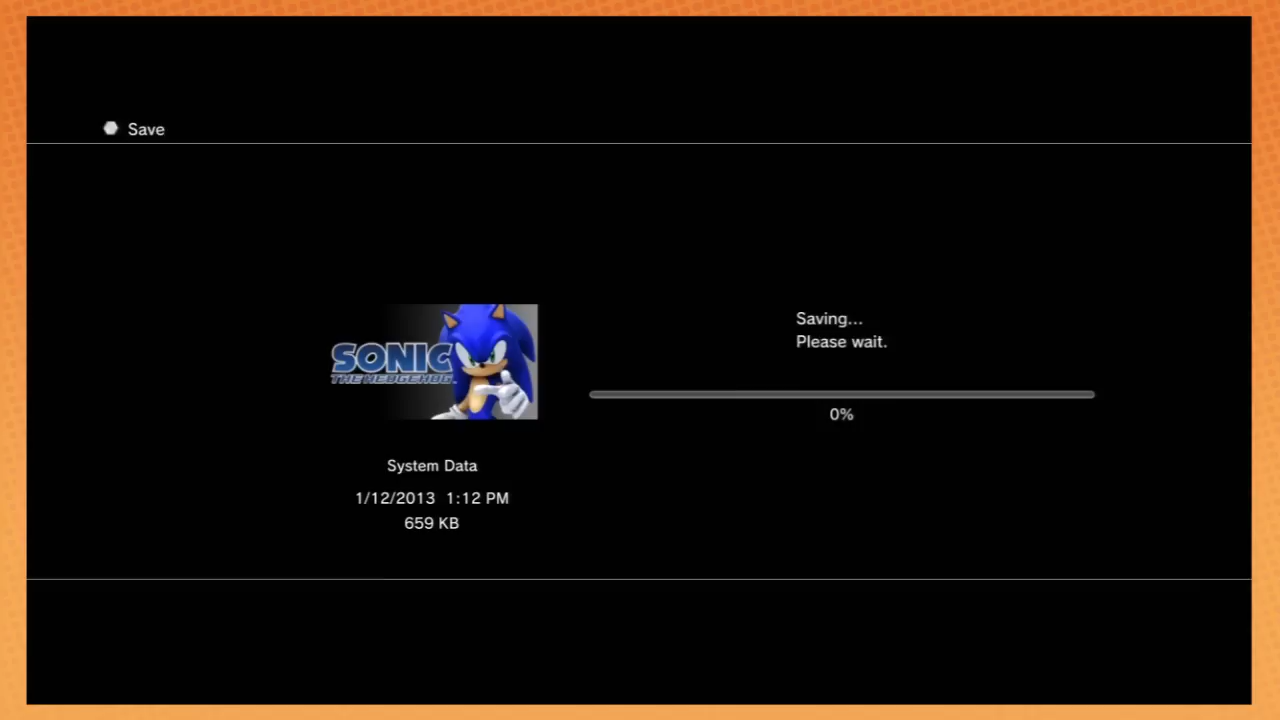 Save
SONIC
THE HEDGEHOG
Saving...
Please wait.
0%
System Data
1/12/2013 1:12 PM
659 KB